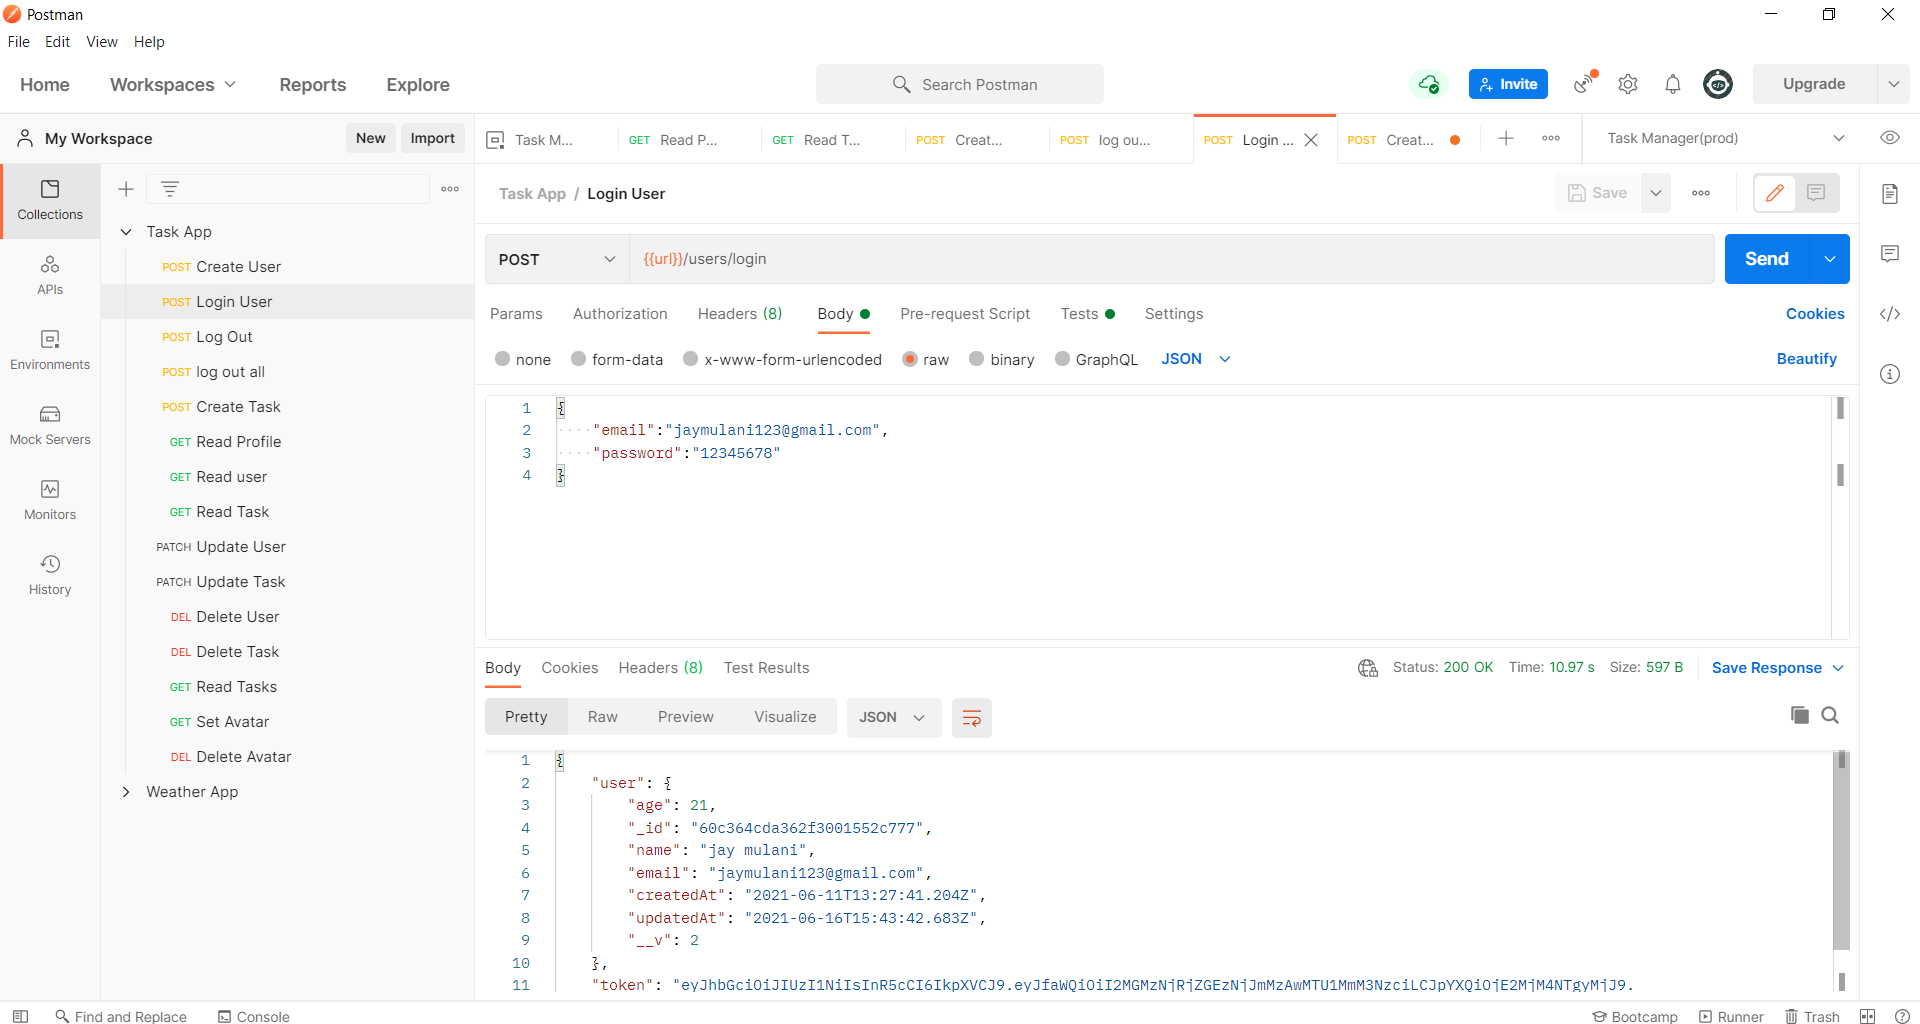 Postman
File Edit View Help
Home Workspaces Reports Explore Search Postman Invite Upgrade
My Workspace New Import
Task M... GET Read P... GET Read T... POST Creat... POST log ou... POST Login ... POST Creat... Task Manager(prod)
Collections
APIs
Environments
Mock Servers
Monitors
History
Task App
POST Create User
POST Login User
POST Log Out
POST log out all
POST Create Task
GET Read Profile
GET Read user
GET Read Task
PATCH Update User
PATCH Update Task
DEL Delete User
DEL Delete Task
GET Read Tasks
GET Set Avatar
DEL Delete Avatar
Weather App
Task App / Login User Save
POST {{url}}/users/login Send
Params Authorization Headers (8) Body Pre-request Script Tests Settings Cookies
none form-data x-www-form-urlencoded raw binary GraphQL JSON Beautify
1 {
2 ····"email":"jaymulani123@gmail.com",
3 ····"password":"12345678"
4 }
Body Cookies Headers (8) Test Results Status: 200 OK Time: 10.97 s Size: 597 B Save Response
Pretty Raw Preview Visualize JSON
1 {
2 "user": {
3 "age": 21,
4 "_id": "60c364cda362f3001552c777",
5 "name": "jay mulani",
6 "email": "jaymulani123@gmail.com",
7 "createdAt": "2021-06-11T13:27:41.204Z",
8 "updatedAt": "2021-06-16T15:43:42.683Z",
9 "__v": 2
10 },
11 "token": "eyJhbGciOiJIUzI1NiIsInR5cCI6IkpXVCJ9.eyJfaWQiOiI2MGMzNjRjZGEzNjJmMzAwMTU1MmM3NzciLCJpYXQiOjE2MjM4NTgyMjJ9.
Find and Replace Console Bootcamp Runner Trash